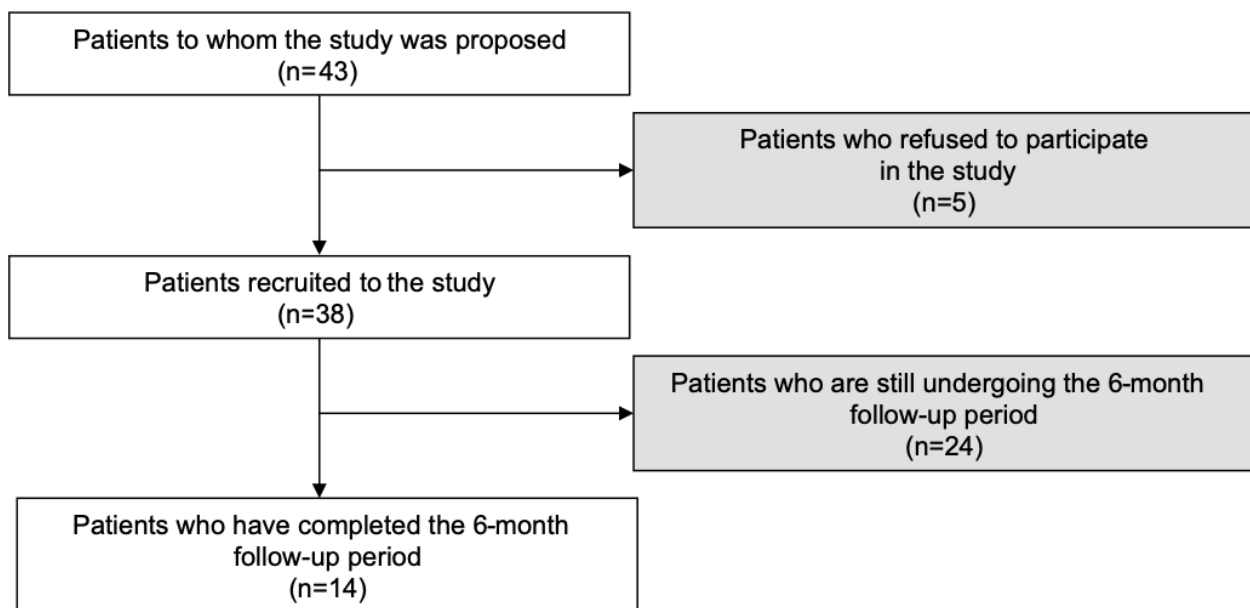 Patients to whom the study was proposed
(n=43)
Patients who refused to participate
in the study
(n=5)
Patients recruited to the study
(n=38)
Patients who are still undergoing the 6-month
follow-up period
(n=24)
Patients who have completed the 6-month
follow-up period
(n=14)